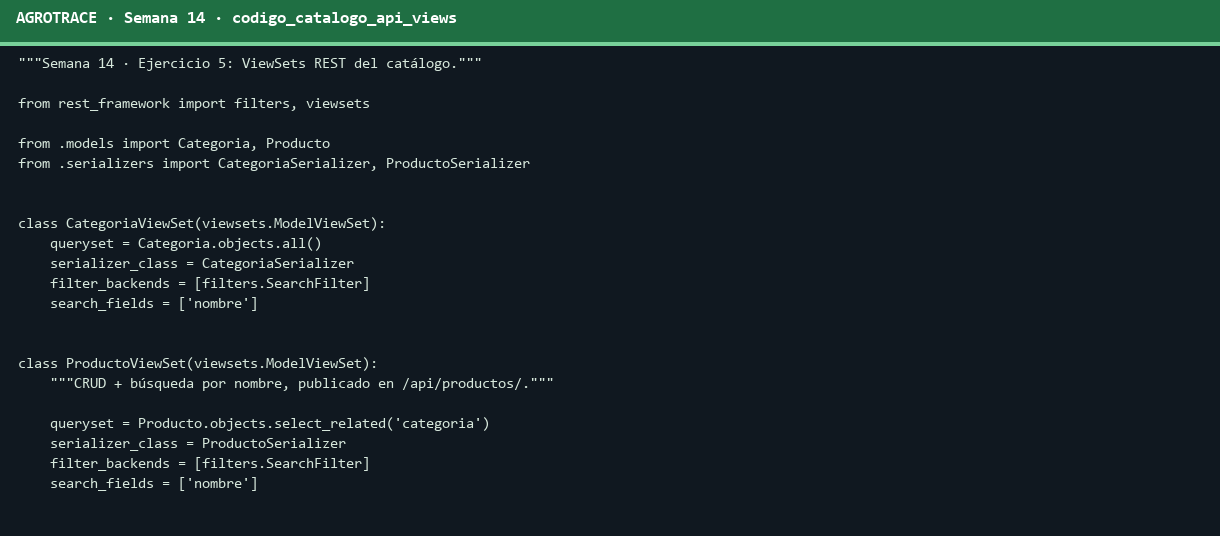 AGROTRACE · Semana 14 · codigo_catalogo_api_views
"""Semana 14 · Ejercicio 5: ViewSets REST del catálogo."""
from rest_framework import filters, viewsets
from .models import Categoria, Producto
from .serializers import CategoriaSerializer, ProductoSerializer
class CategoriaViewSet(viewsets.ModelViewSet):
    queryset = Categoria.objects.all()
    serializer_class = CategoriaSerializer
    filter_backends = [filters.SearchFilter]
    search_fields = ['nombre']
class ProductoViewSet(viewsets.ModelViewSet):
    """CRUD + búsqueda por nombre, publicado en /api/productos/."""
    queryset = Producto.objects.select_related('categoria')
    serializer_class = ProductoSerializer
    filter_backends = [filters.SearchFilter]
    search_fields = ['nombre']